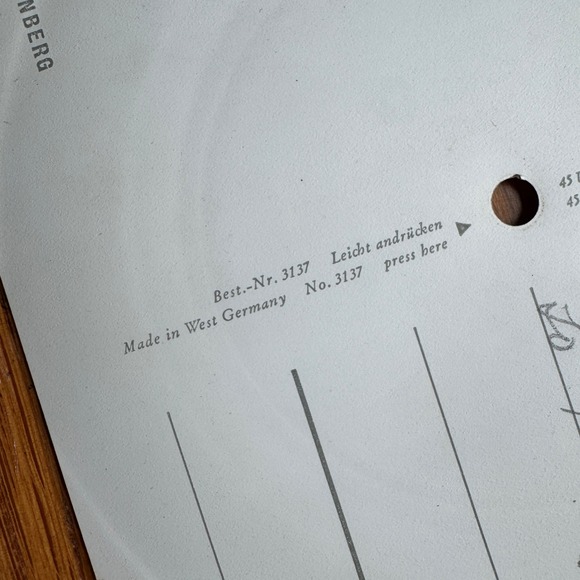 NBERG
45
45
Best.-Nr. 3137 Leicht andrücken
Made in West Germany No. 3137 press here